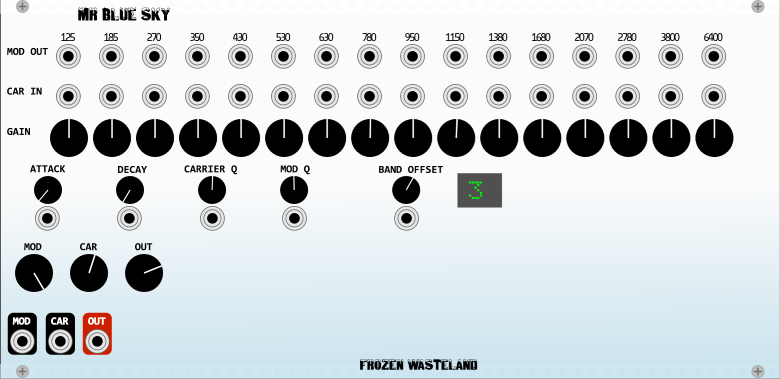 MR BLUE SKY
125 185 270 350 430 530 630 780 950 1150 1380 1680 2070 2780 3800 6400
MOD OUT
CAR IN
GAIN
ATTACK DECAY CARRIER Q MOD Q BAND OFFSET
3
MOD CAR OUT
MOD CAR OUT
FROZEN WASTELAND